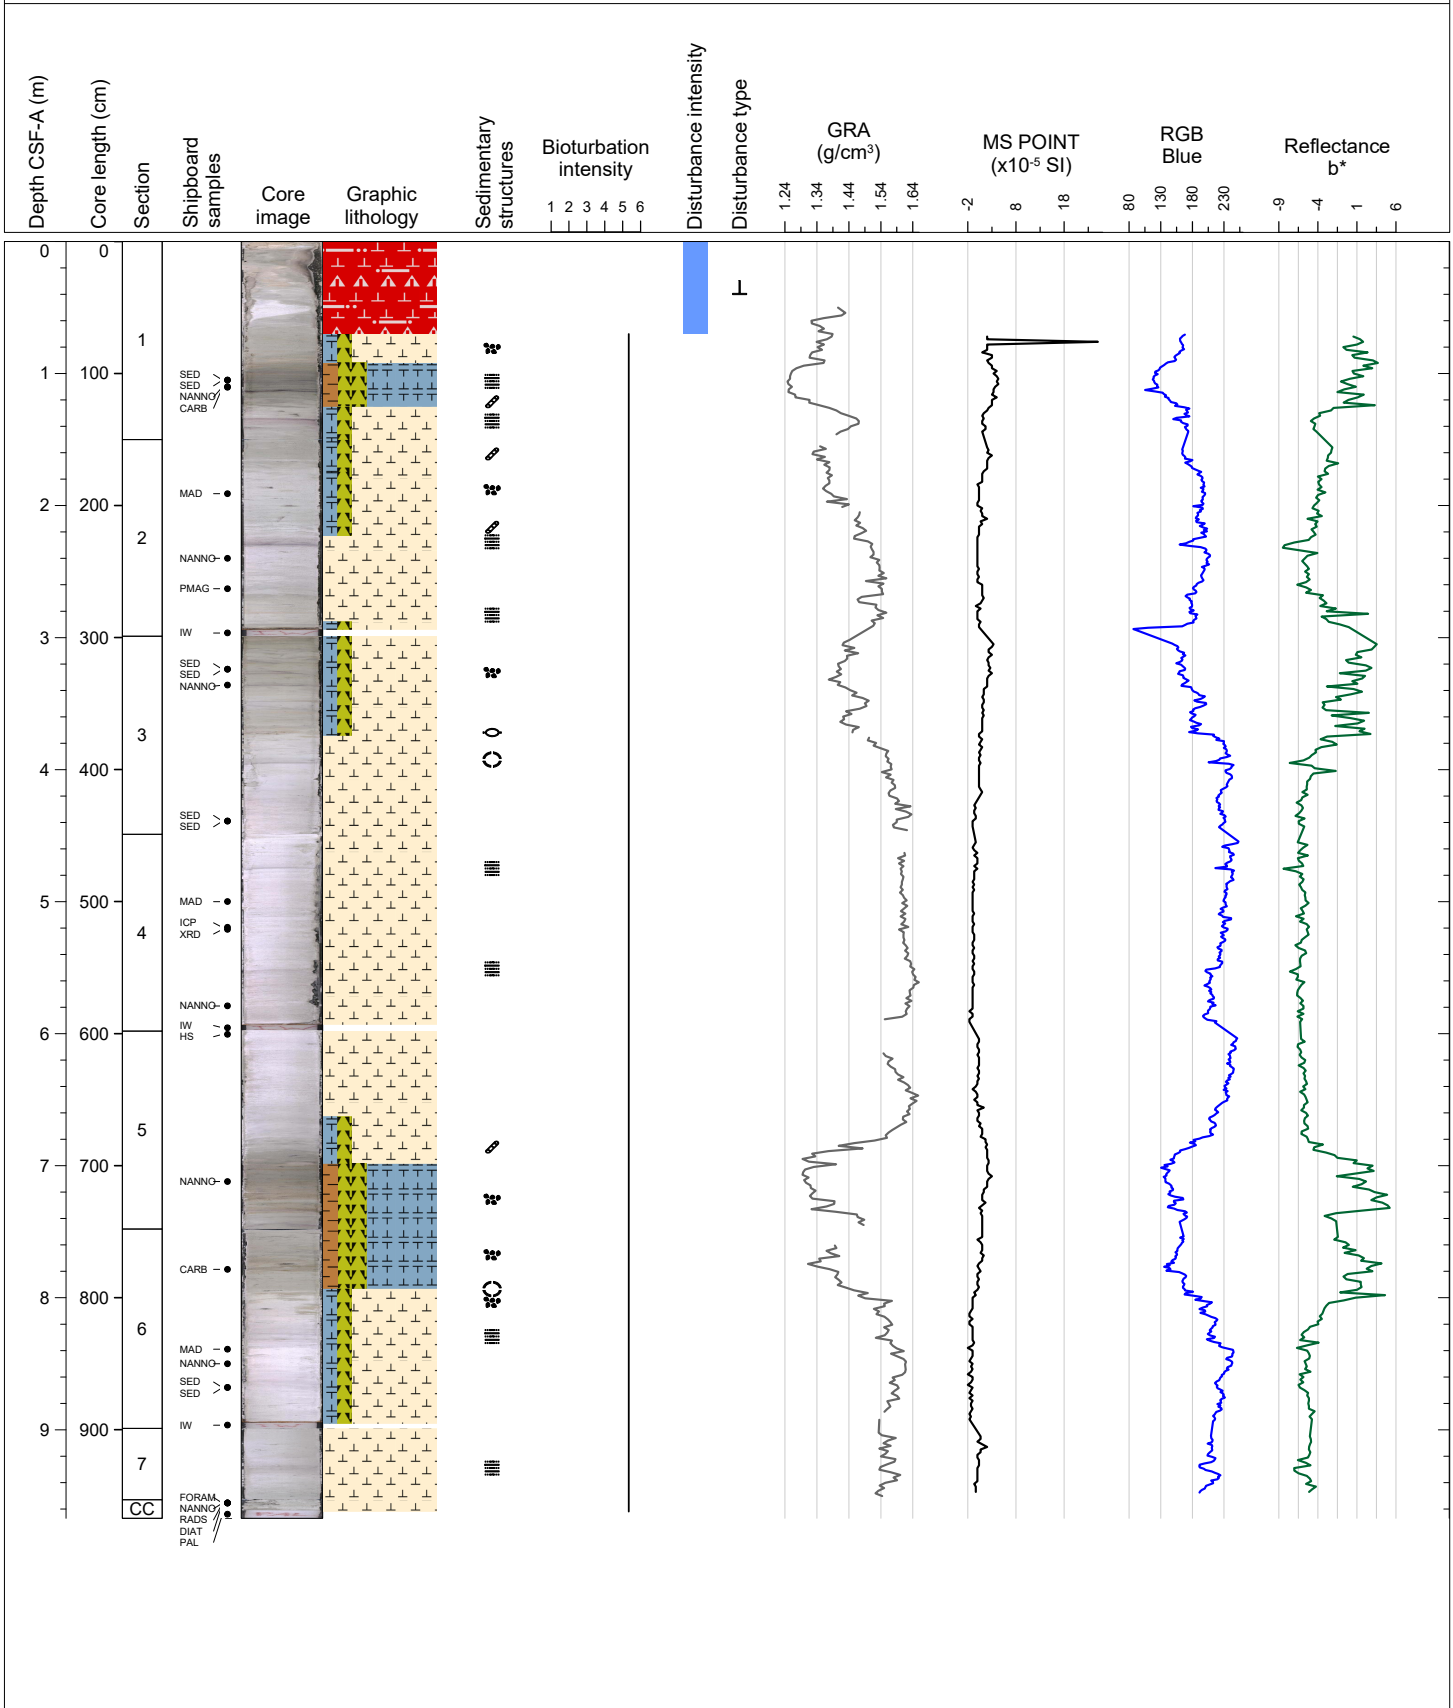 Depth CSF-A (m)
Core length (cm)
Section
Shipboard
samples
Core
image
Graphic
lithology
Sedimentary
structures
Bioturbation
intensity
1 2 3 4 5 6
Disturbance intensity
Disturbance type
GRA
(g/cm³)
1.24 1.34 1.44 1.54 1.64
MS POINT
(x10⁻⁵ SI)
-2 8 18
RGB
Blue
80 130 180 230
Reflectance
b*
-9 -4 1 6
0 0
1
SED
1 100
SED
NANNO
CARB
MAD
2 200
2
NANNO
PMAG
IW
3 300
SED
SED
NANNO
3
4 400
SED
SED
MAD
5 500
ICP
XRD
4
NANNO
IW
6 600
HS
5
7 700
NANNO
CARB
8 800
6
MAD
NANNO
SED
SED
IW
9 900
7
FORAM
NANNO
CC
RADS
DIAT
PAL